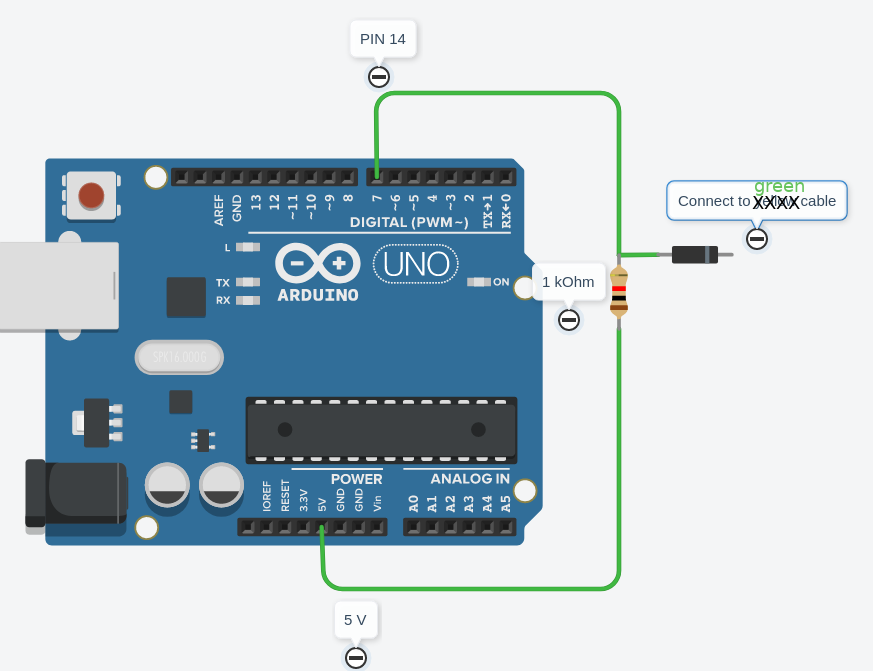 PIN 14
green
Connect to xxxx cable
AREF
GND
13
12
~11
~10
~9
8
7
~6
~5
4
~3
2
TX→1
RX←0
DIGITAL (PWM~)
L
TX
RX
ARDUINO
UNO
ON
1 kOhm
SPK16.000G
POWER
ANALOG IN
IOREF
RESET
3.3V
5V
GND
GND
Vin
A0
A1
A2
A3
A4
A5
5 V